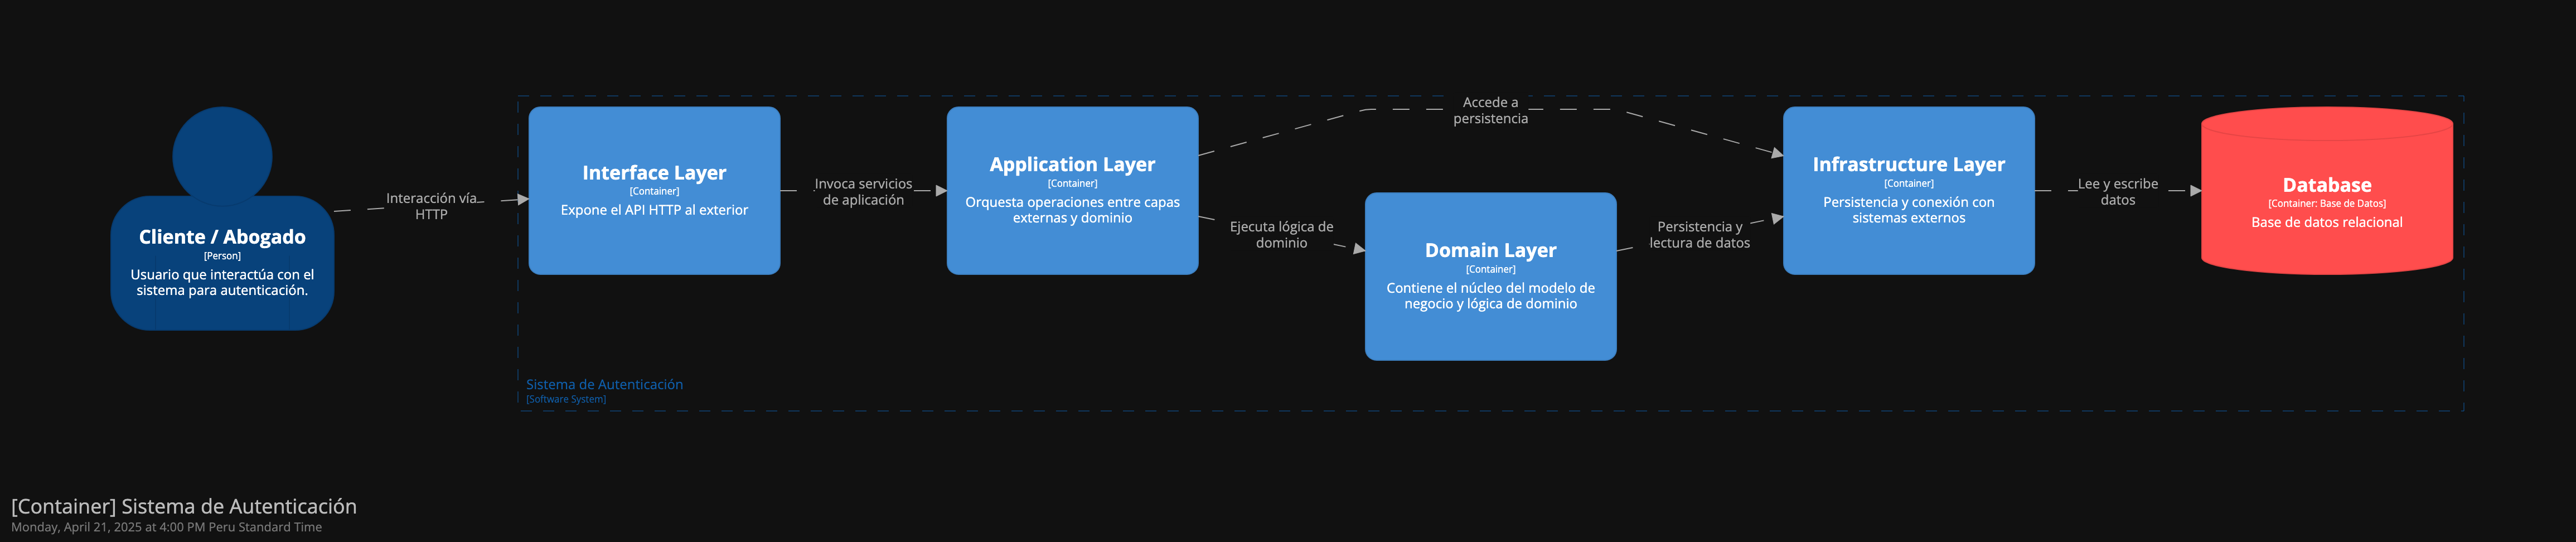 Cliente / Abogado
[Person]
Usuario que interactúa con el
sistema para autenticación.
Interacción vía
HTTP
Interface Layer
[Container]
Expone el API HTTP al exterior
Invoca servicios
de aplicación
Application Layer
[Container]
Orquesta operaciones entre capas
externas y dominio
Accede a
persistencia
Ejecuta lógica de
dominio
Domain Layer
[Container]
Contiene el núcleo del modelo de
negocio y lógica de dominio
Persistencia y
lectura de datos
Infrastructure Layer
[Container]
Persistencia y conexión con
sistemas externos
Lee y escribe
datos
Database
[Container: Base de Datos]
Base de datos relacional
Sistema de Autenticación
[Software System]
[Container] Sistema de Autenticación
Monday, April 21, 2025 at 4:00 PM Peru Standard Time